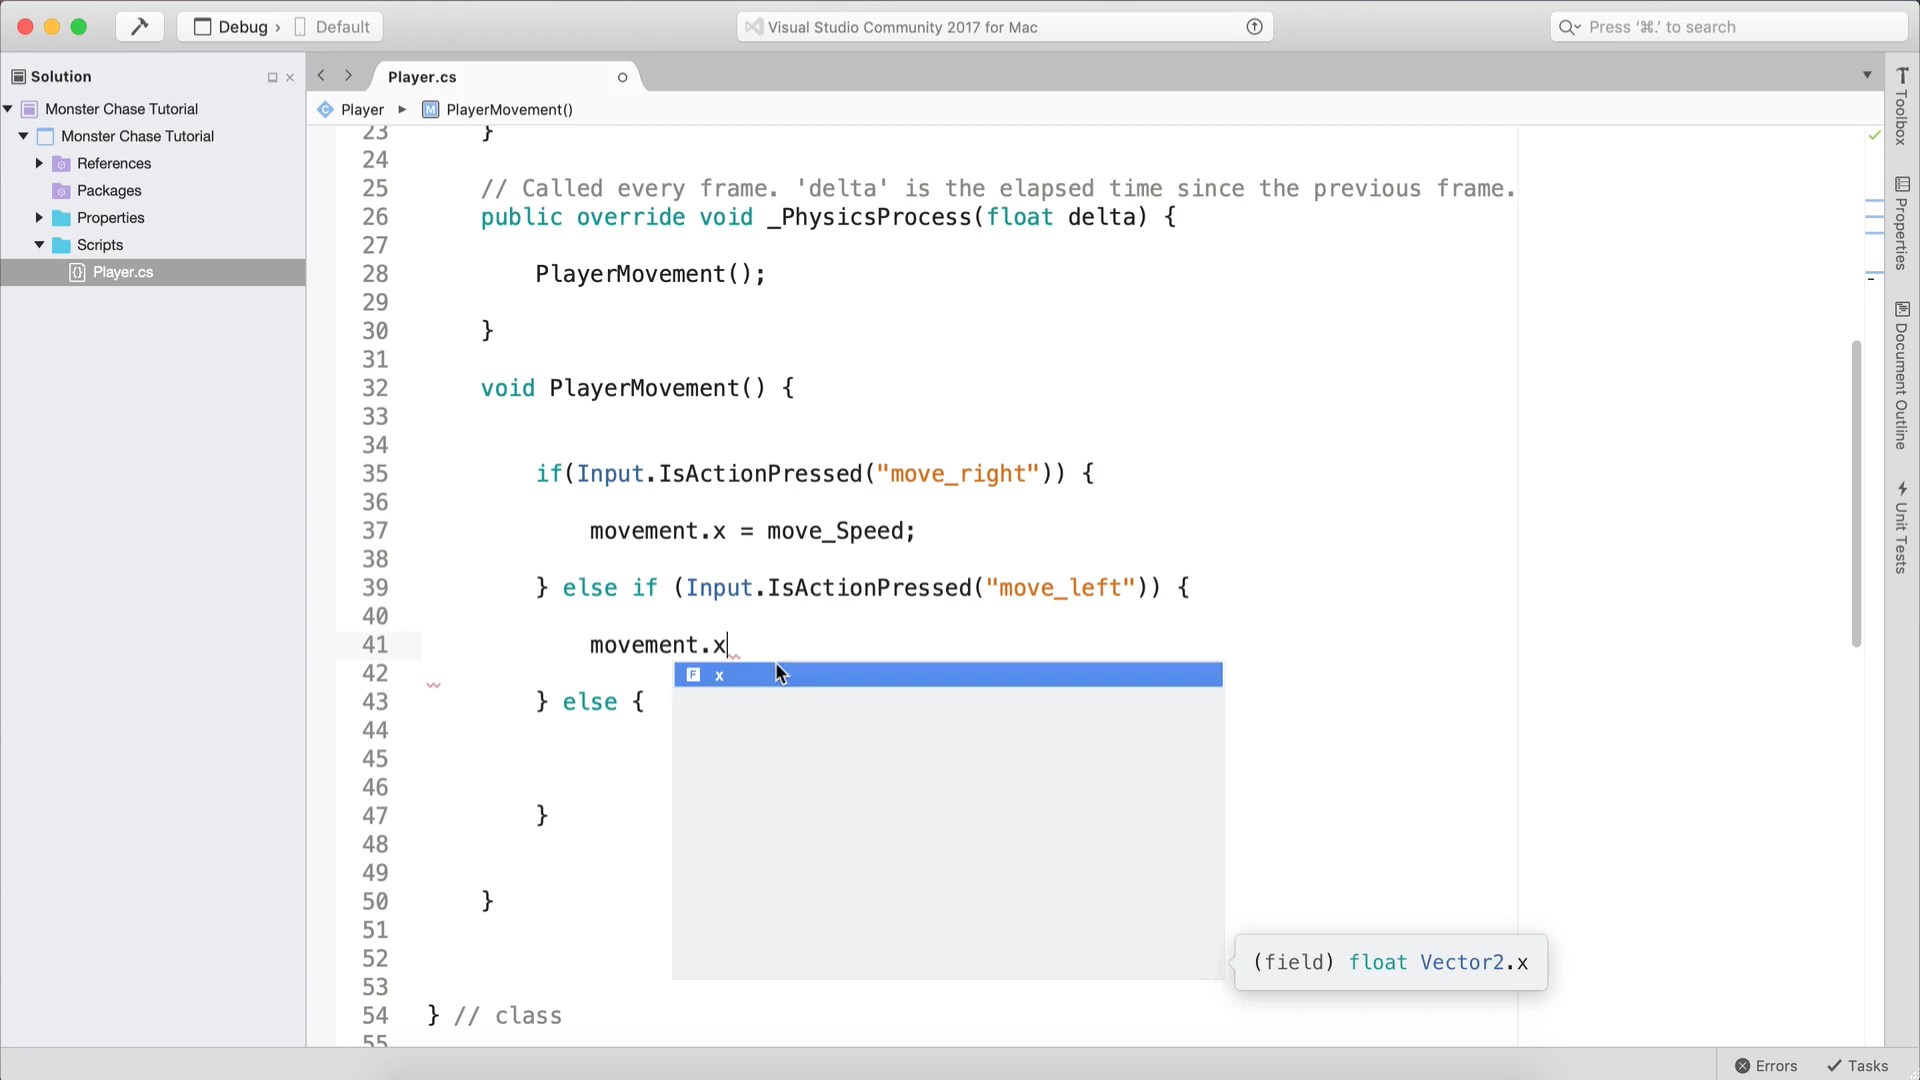 Debug › Default
Visual Studio Community 2017 for Mac
Press ‘⌘.’ to search
Solution
Monster Chase Tutorial
Monster Chase Tutorial
References
Packages
Properties
Scripts
Player.cs
Player.cs
Player ▸ PlayerMovement()
23 }
24
25 // Called every frame. 'delta' is the elapsed time since the previous frame.
26 public override void _PhysicsProcess(float delta) {
27
28 PlayerMovement();
29
30 }
31
32 void PlayerMovement() {
33
34
35 if(Input.IsActionPressed("move_right")) {
36
37 movement.x = move_Speed;
38
39 } else if (Input.IsActionPressed("move_left")) {
40
41 movement.x
42
43 } else {
44
45
46
47 }
48
49
50 }
51
52
53
54 } // class
55
F x
(field) float Vector2.x
Toolbox
Properties
Document Outline
Unit Tests
Errors
Tasks